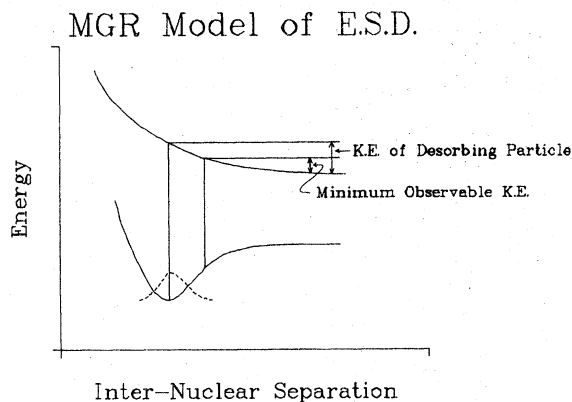 MGR Model of E.S.D.
K.E. of Desorbing Particle
Minimum Observable K.E.
Energy
Inter-Nuclear Separation